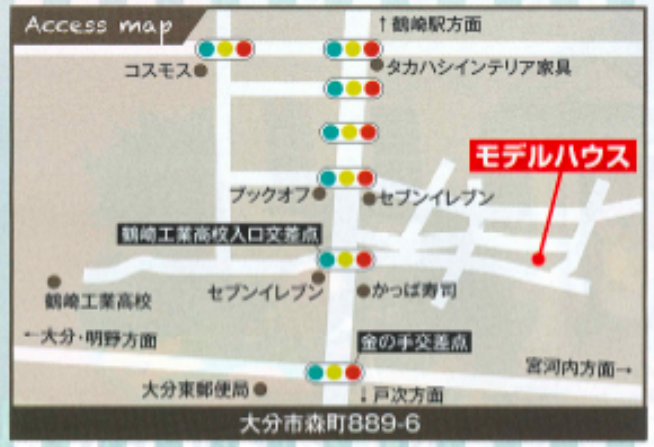 Access map
↑鶴崎駅方面
コスモス
タカハシインテリア家具
モデルハウス
ブックオフ
セブンイレブン
鶴崎工業高校入口交差点
鶴崎工業高校
セブンイレブン
かっぱ寿司
←大分・明野方面
金の手交差点
宮河内方面→
大分東郵便局
↓戸次方面
大分市森町889-6